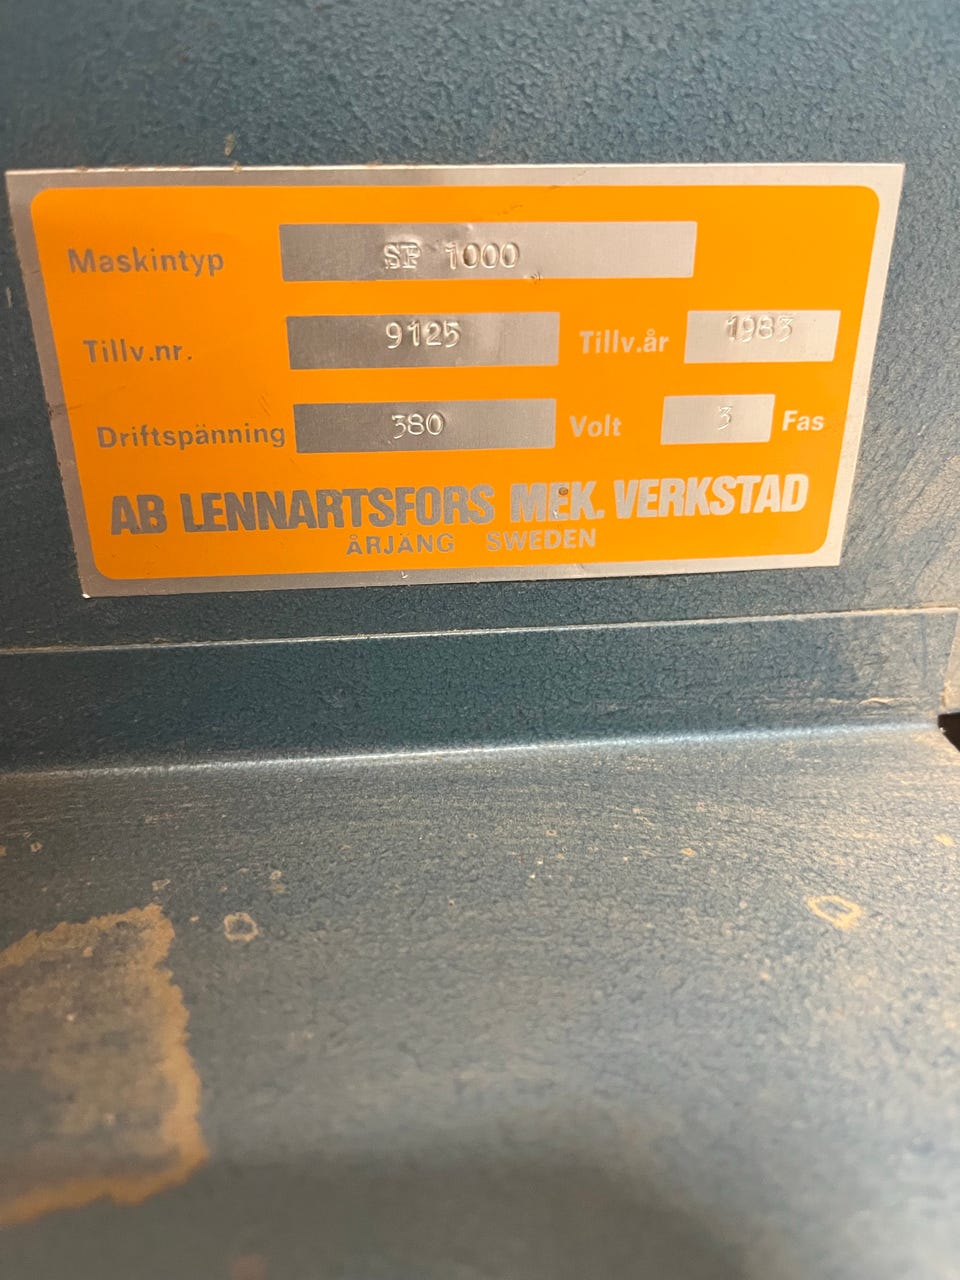 Maskintyp SP 1000
Tillv.nr. 9125 Tillv.år 1983
Driftspänning 380 Volt 3 Fas
AB LENNARTSFORS MEK. VERKSTAD
ÅRJÄNG SWEDEN